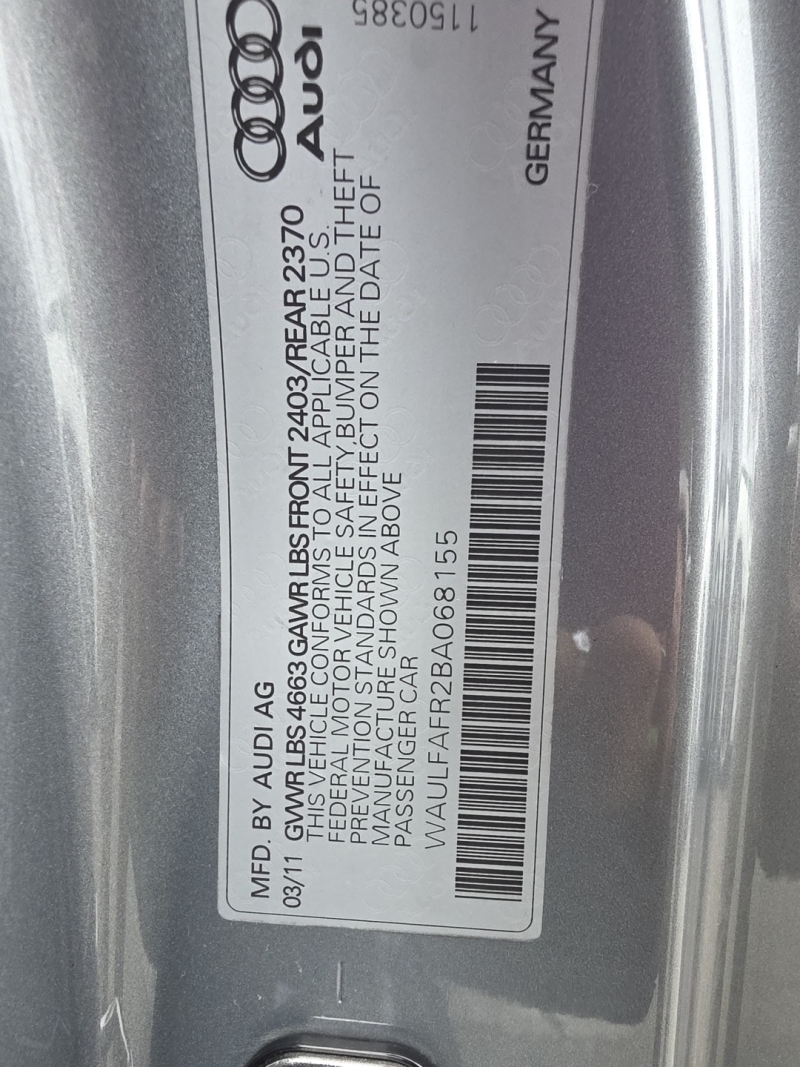 MFD. BY AUDI AG
03/11 GVWR LBS 4663 GAWR LBS FRONT 2403/REAR 2370
THIS VEHICLE CONFORMS TO ALL APPLICABLE U.S.
FEDERAL MOTOR VEHICLE SAFETY,BUMPER AND THEFT
PREVENTION STANDARDS IN EFFECT ON THE DATE OF
MANUFACTURE SHOWN ABOVE
PASSENGER CAR
WAULFAFR2BA068155
Audi
1150385
GERMANY